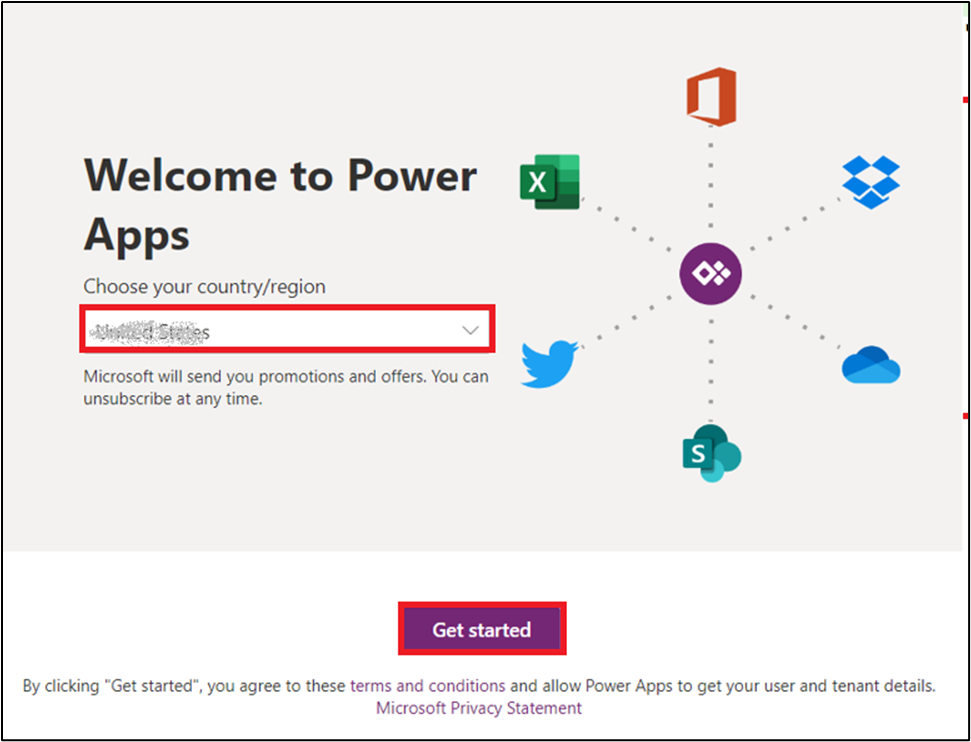 Welcome to Power
Apps
Choose your country/region
United States
Microsoft will send you promotions and offers. You can
unsubscribe at any time.
X
S
Get started
By clicking "Get started", you agree to these terms and conditions and allow Power Apps to get your user and tenant details.
Microsoft Privacy Statement